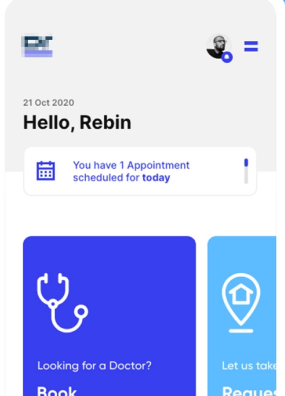 21 Oct 2020
Hello, Rebin
You have 1 Appointment
scheduled for today
Looking for a Doctor?
Book
Let us take
Reques